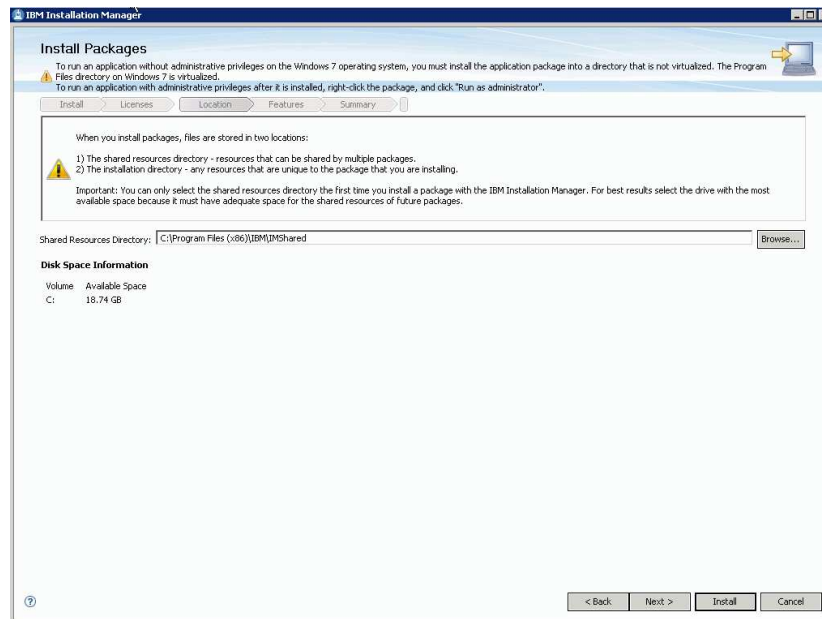 IBM Installation Manager
Install Packages
To run an application without administrative privileges on the Windows 7 operating system, you must install the application package into a directory that is not virtualized. The Program
Files directory on Windows 7 is virtualized.
To run an application with administrative privileges after it is installed, right-click the package, and click "Run as administrator".
Install Licenses Location Features Summary
When you install packages, files are stored in two locations:
1) The shared resources directory - resources that can be shared by multiple packages.
2) The installation directory - any resources that are unique to the package that you are installing.
Important: You can only select the shared resources directory the first time you install a package with the IBM Installation Manager. For best results select the drive with the most
available space because it must have adequate space for the shared resources of future packages.
Shared Resources Directory: C:\Program Files (x86)\IBM\IMShared Browse...
Disk Space Information
Volume Available Space
C: 18.74 GB
? < Back Next > Install Cancel